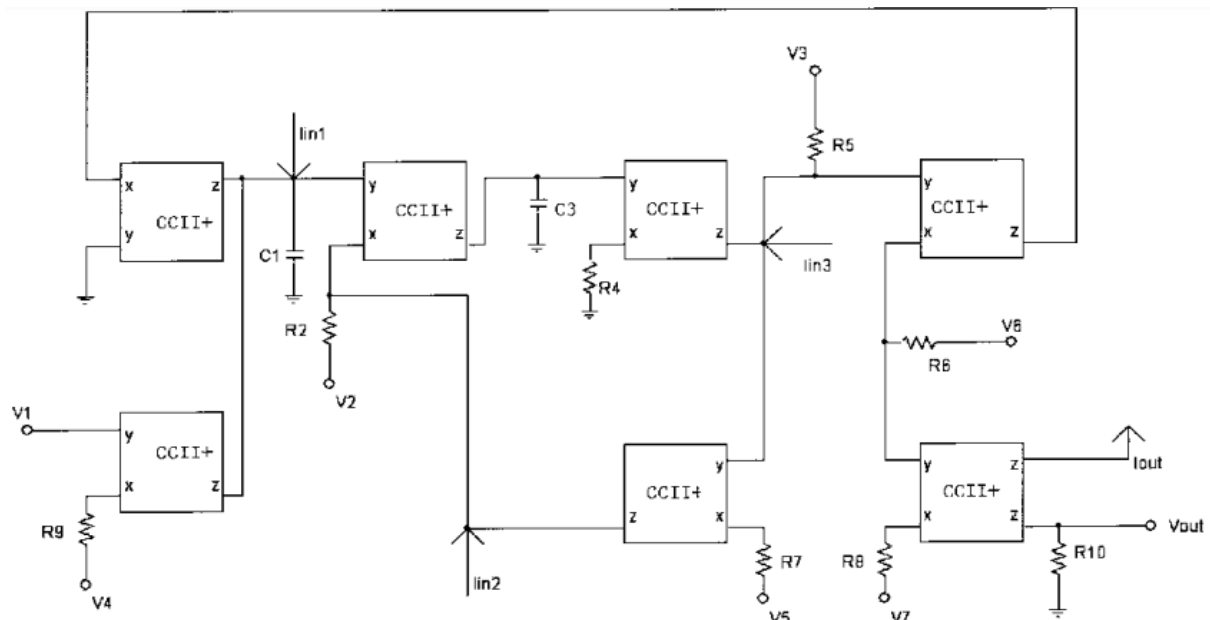 V3
Iin1
R5
x z
CCII+
y
y
CCII+
x z
C3
y
CCII+
x z
y
CCII+
x z
C1
Iin3
R4
R2
V6
R6
V2
V1
y
CCII+
x z
y
CCII+
z x
y z
CCII+
x z
Iout
Vout
R9
R7
R8
R10
Iin2
V4
V5
V7